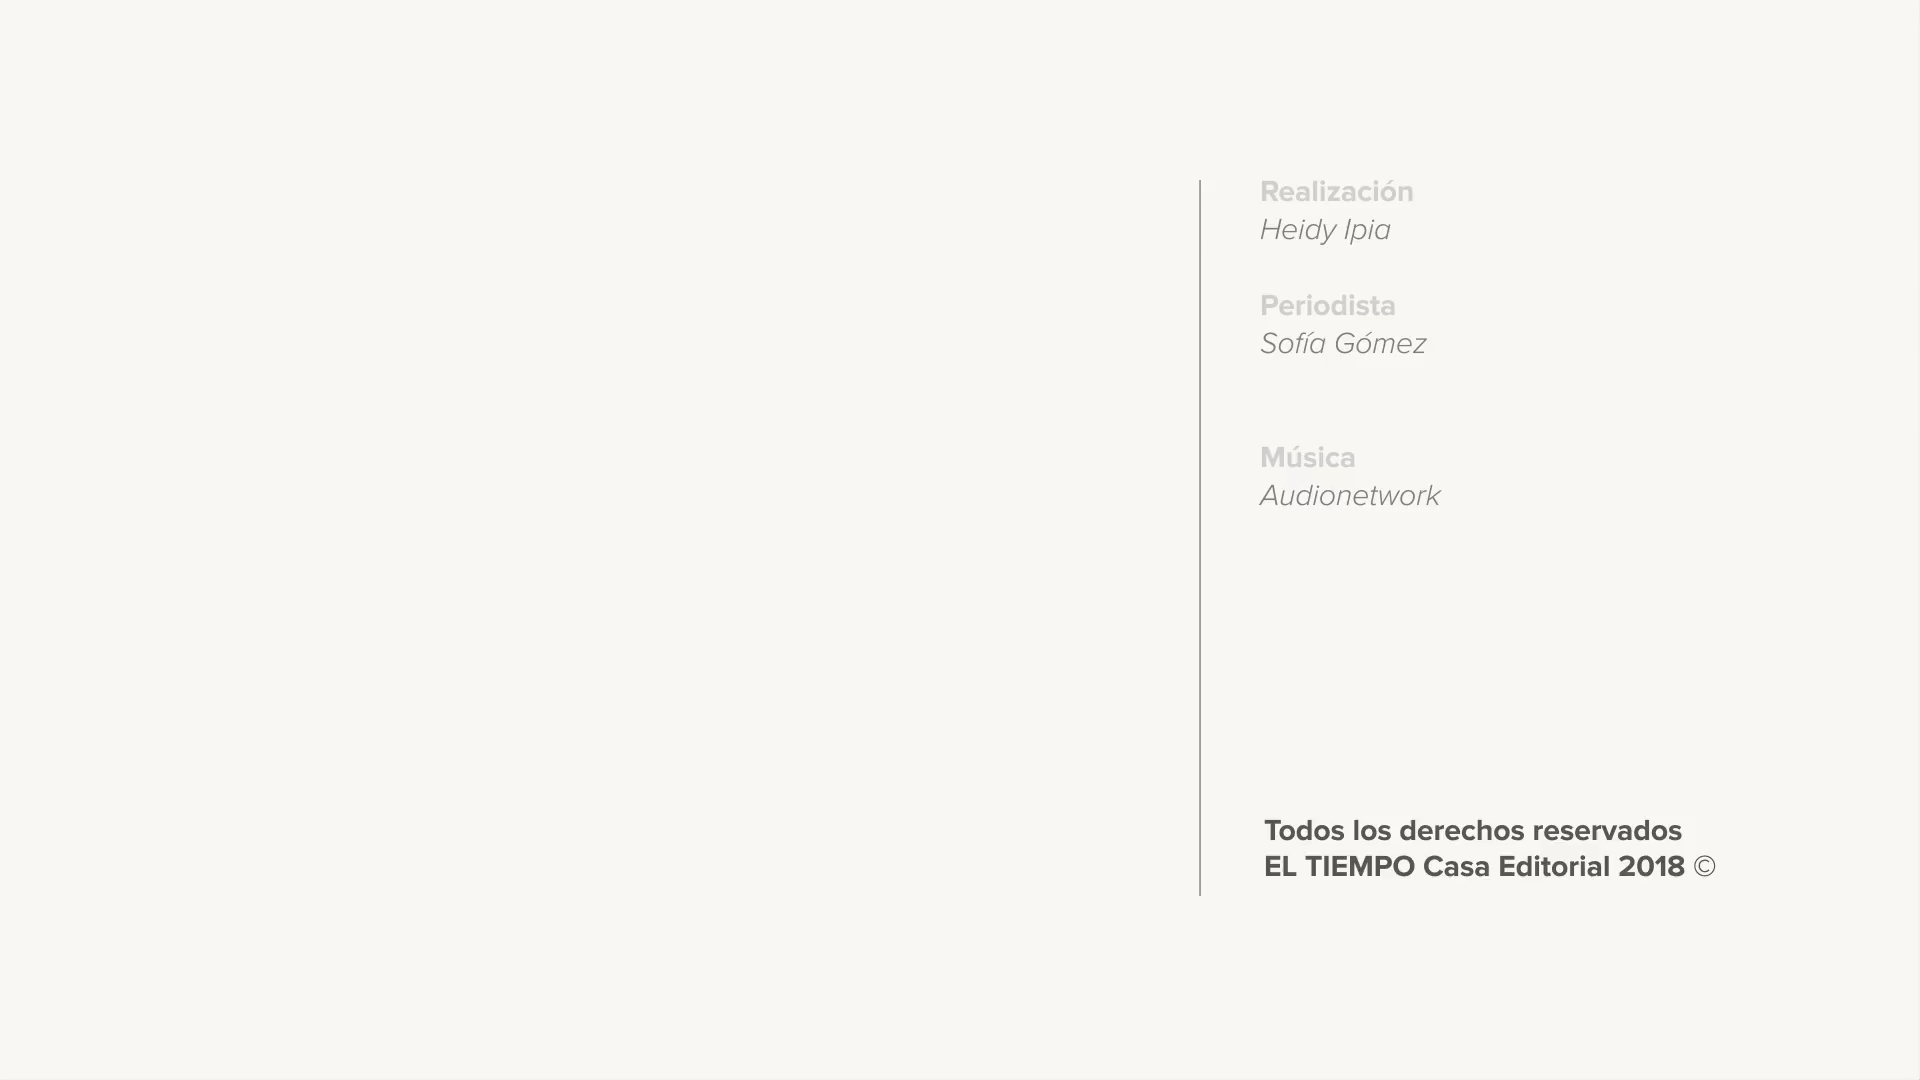 Realización
Heidy Ipia
Periodista
Sofía Gómez
Música
Audionetwork
Todos los derechos reservados
EL TIEMPO Casa Editorial 2018 ©